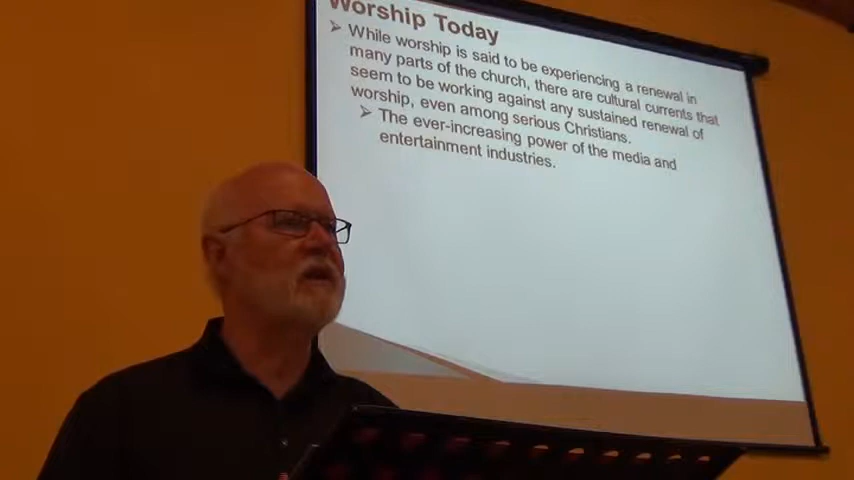 Worship Today
➢ While worship is said to be experiencing a renewal in
many parts of the church, there are cultural currents that
seem to be working against any sustained renewal of
worship, even among serious Christians.
➢ The ever-increasing power of the media and
entertainment industries.